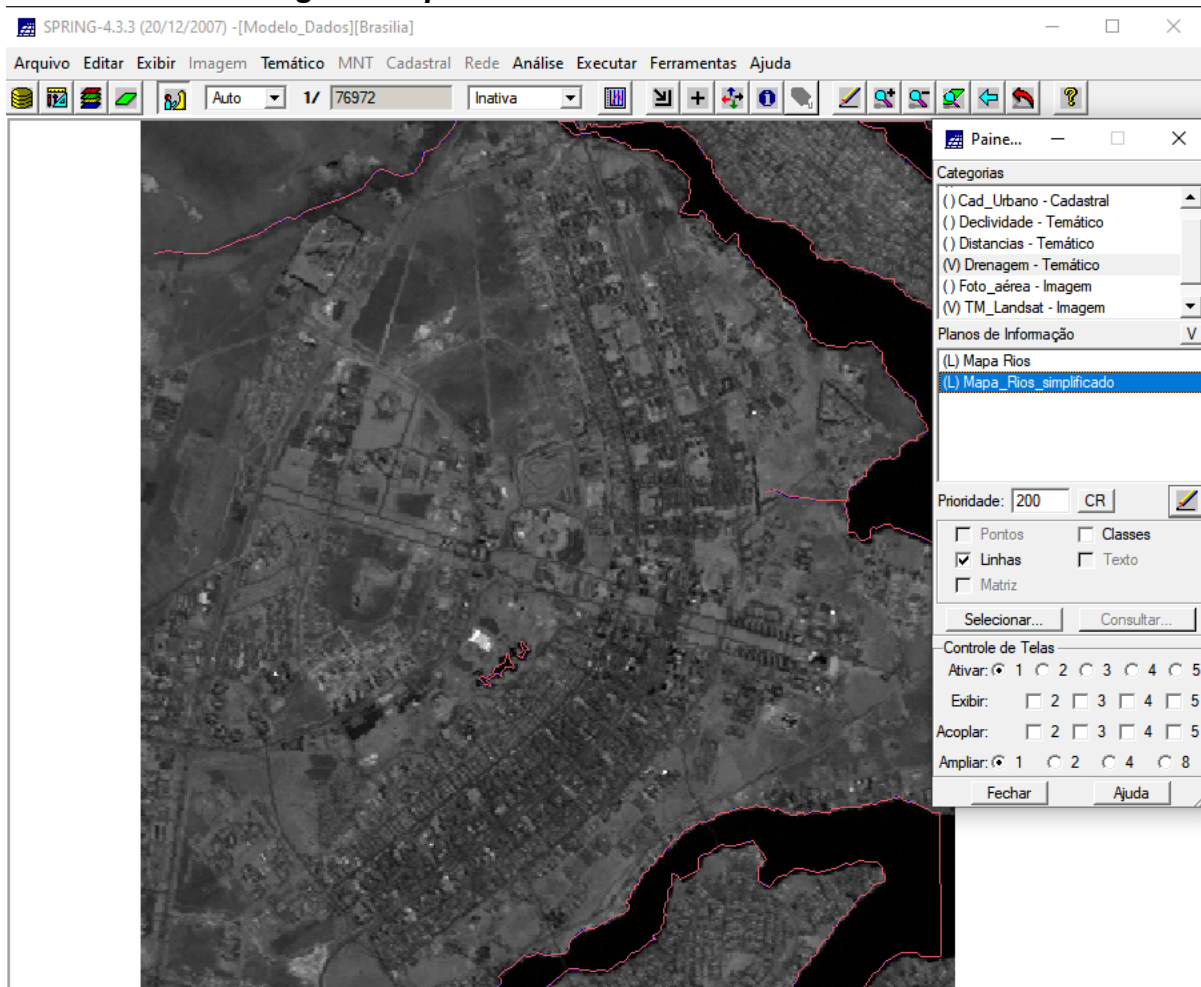 SPRING-4.3.3 (20/12/2007) -[Modelo_Dados][Brasilia]
Arquivo Editar Exibir Imagem Temático MNT Cadastral Rede Análise Executar Ferramentas Ajuda
Auto 1/ 76972 Inativa
Paine...
Categorias
( ) Cad_Urbano - Cadastral
( ) Declividade - Temático
( ) Distancias - Temático
(V) Drenagem - Temático
( ) Foto_aérea - Imagem
(V) TM_Landsat - Imagem
Planos de Informação V
(L) Mapa Rios
(L) Mapa_Rios_simplificado
Prioridade: 200 CR
Pontos Classes
Linhas Texto
Matriz
Selecionar... Consultar...
Controle de Telas
Ativar: 1 2 3 4 5
Exibir: 2 3 4 5
Acoplar: 2 3 4 5
Ampliar: 1 2 4 8
Fechar Ajuda